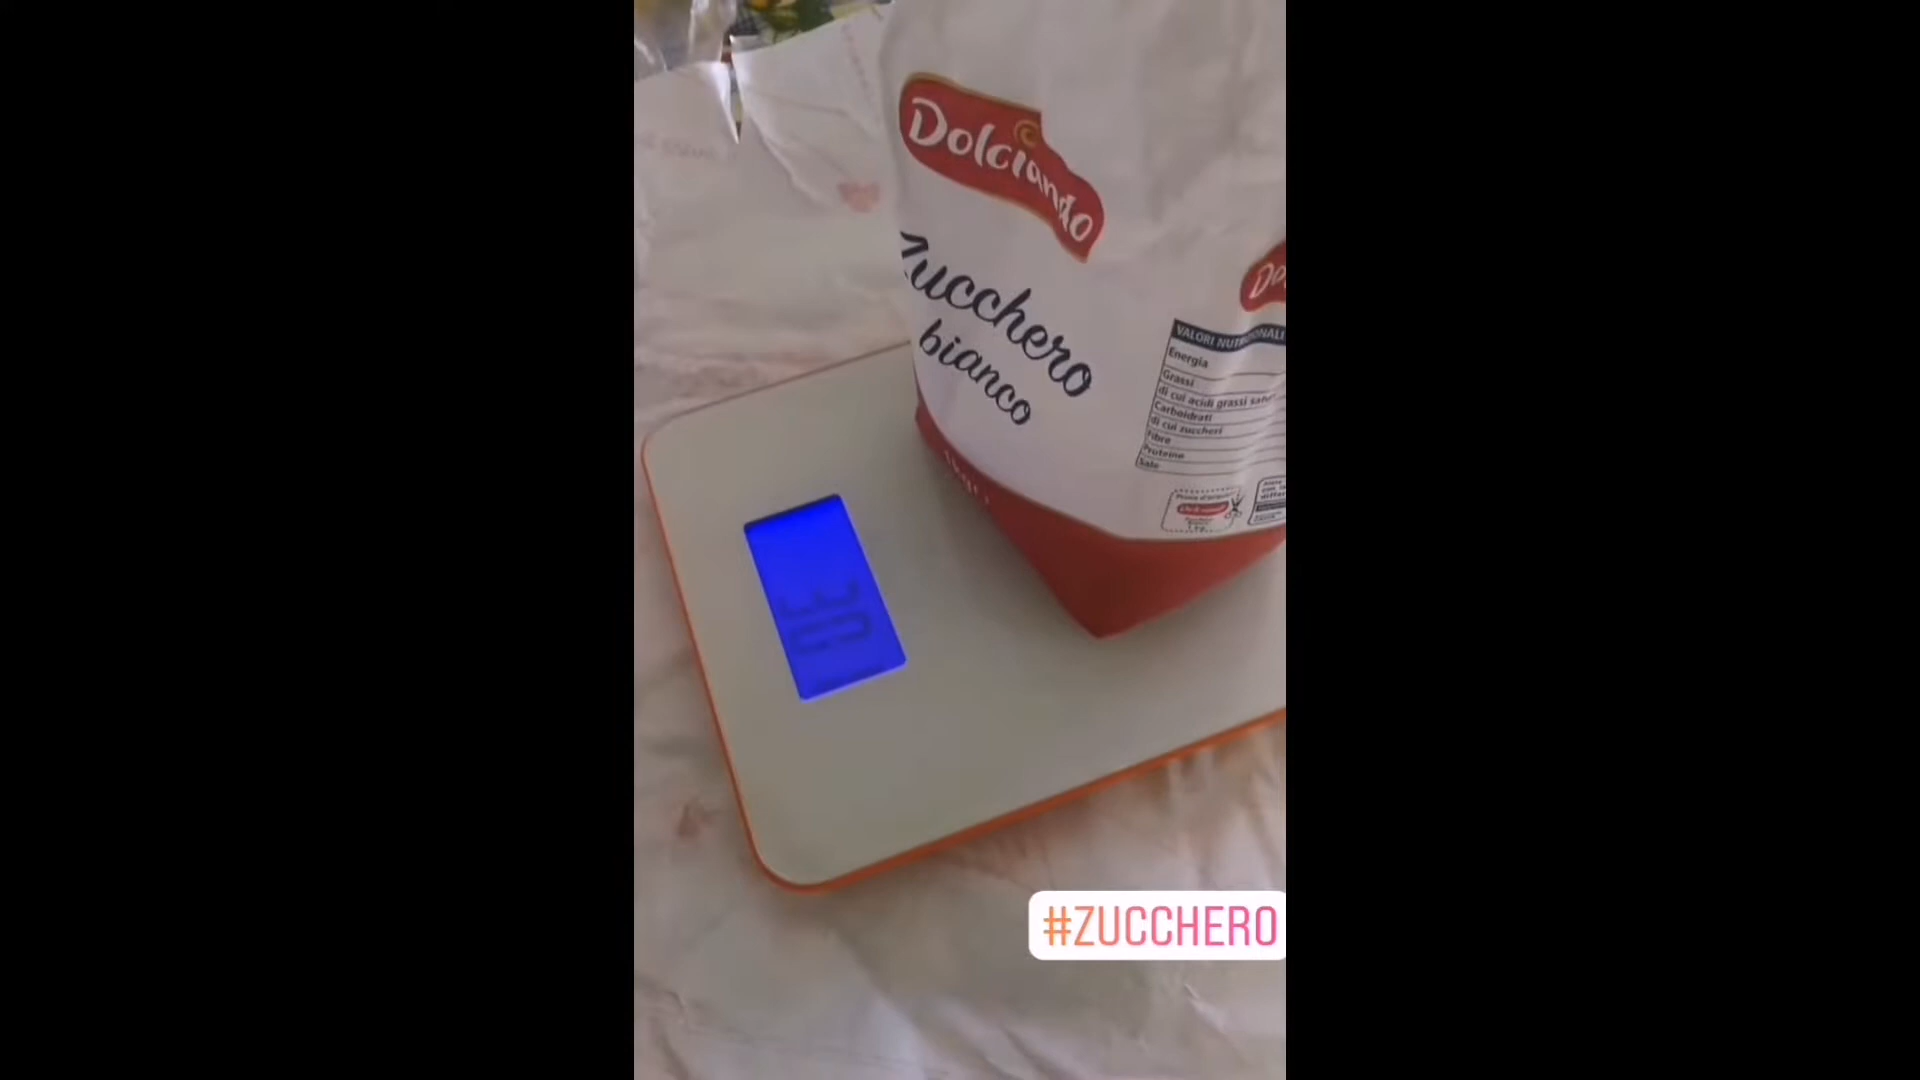 Dolciando
Zucchero
bianco
VALORI NUTRIZIONALI
Energia
Grassi
di cui acidi grassi
Carboidrati
di cui zuccheri
Fibre
Proteine
Sale
#ZUCCHERO